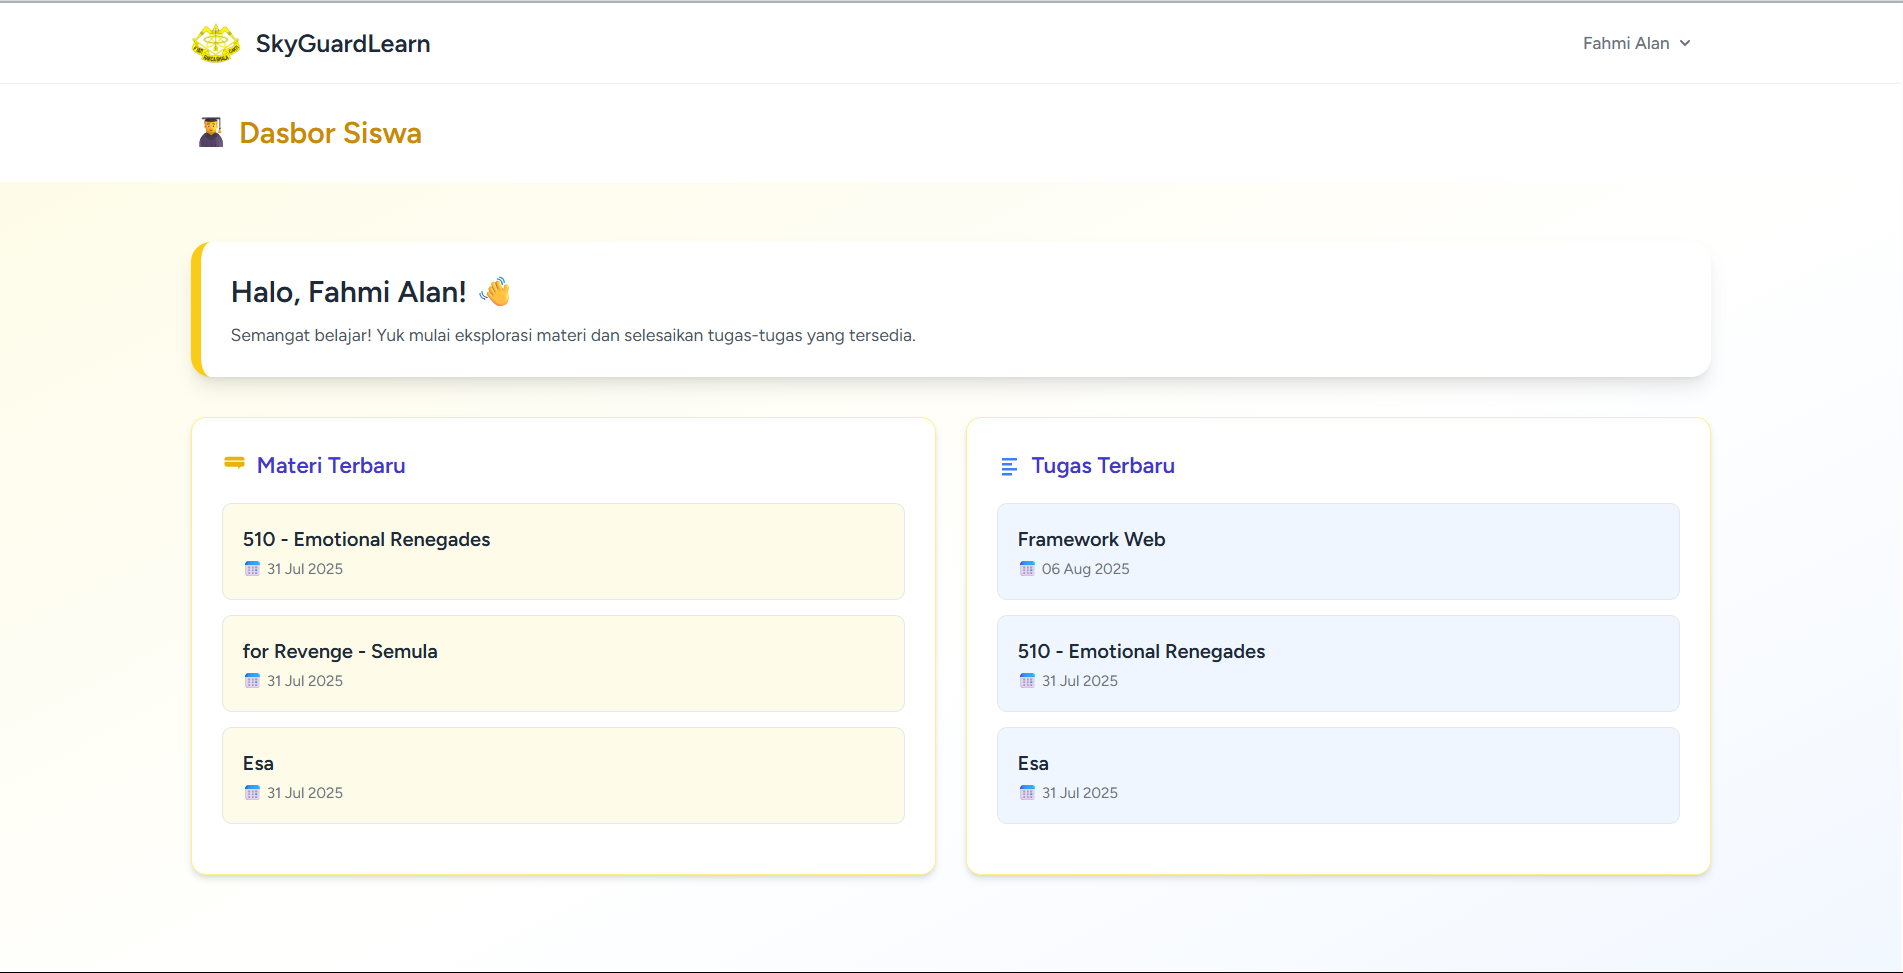 SkyGuardLearn
Fahmi Alan
Dasbor Siswa
Halo, Fahmi Alan!
Semangat belajar! Yuk mulai eksplorasi materi dan selesaikan tugas-tugas yang tersedia.
Materi Terbaru
510 - Emotional Renegades
31 Jul 2025
for Revenge - Semula
31 Jul 2025
Esa
31 Jul 2025
Tugas Terbaru
Framework Web
06 Aug 2025
510 - Emotional Renegades
31 Jul 2025
Esa
31 Jul 2025